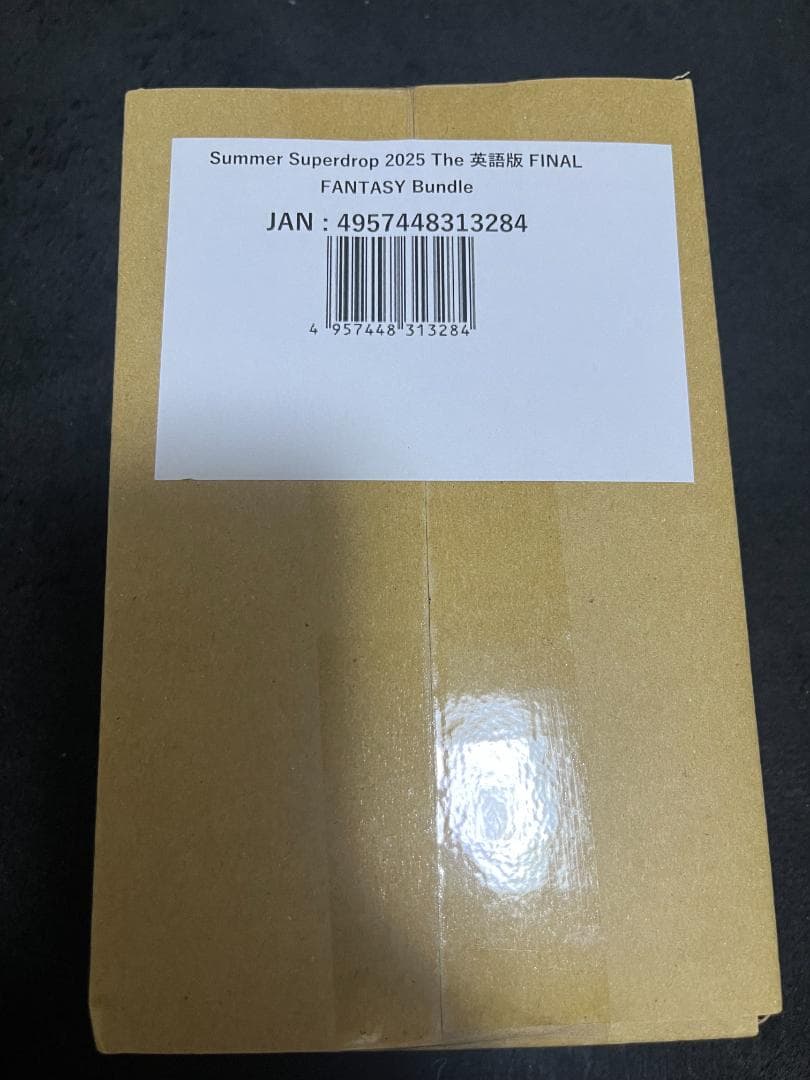 Summer Superdrop 2025 The 英語版 FINAL
FANTASY Bundle
JAN : 4957448313284
4 957448 313284